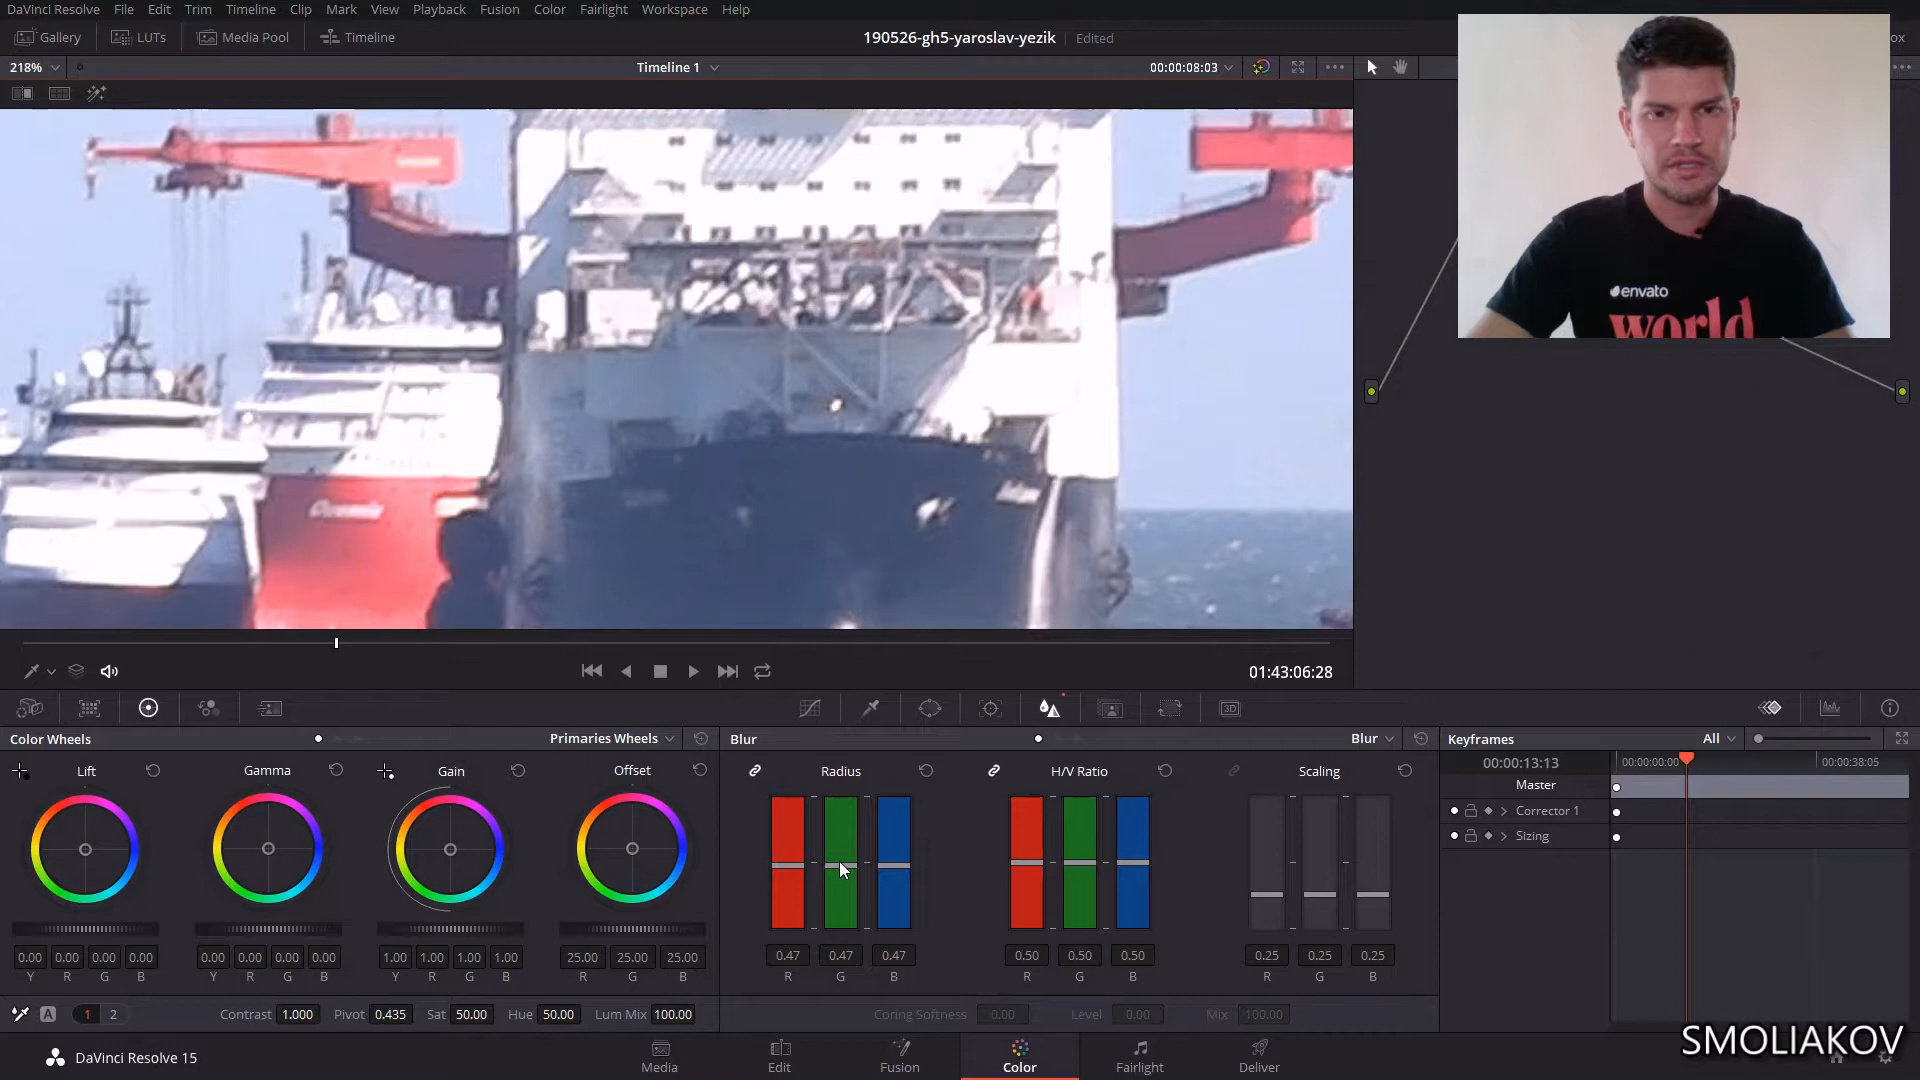 DaVinci Resolve File Edit Trim Timeline Clip Mark View Playback Fusion Color Fairlight Workspace Help
Gallery LUTs Media Pool Timeline 190526-gh5-yaroslav-yezik Edited
218% Timeline 1 00:00:08:03
envato
world
01:43:06:28
Color Wheels Primaries Wheels Blur Blur Keyframes All
Lift Gamma Gain Offset Radius H/V Ratio Scaling 00:00:13:13 00:00:00:00 00:00:38:05
Master
Corrector 1
Sizing
0.00 0.00 0.00 0.00 0.00 0.00 0.00 0.00 1.00 1.00 1.00 1.00 25.00 25.00 25.00 0.47 0.47 0.47 0.50 0.50 0.50 0.25 0.25 0.25
Y R G B Y R G B Y R G B R G B R G B R G B R G B
A 1 2 Contrast 1.000 Pivot 0.435 Sat 50.00 Hue 50.00 Lum Mix 100.00 Coring Softness 0.00 Level 0.00 Mix 100.00
SMOLIAKOV
DaVinci Resolve 15 Media Edit Fusion Color Fairlight Deliver